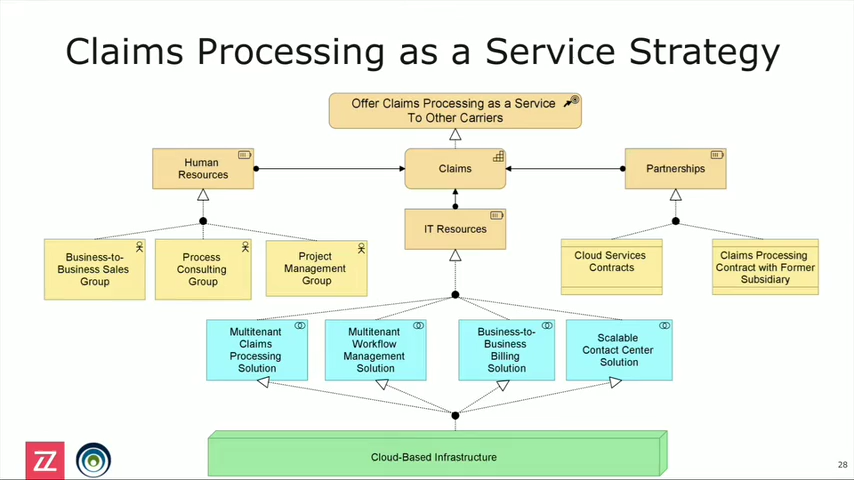 Claims Processing as a Service Strategy
Offer Claims Processing as a Service
To Other Carriers
Human
Resources
Claims
Partnerships
IT Resources
Business-to-
Business Sales
Group
Process
Consulting
Group
Project
Management
Group
Cloud Services
Contracts
Claims Processing
Contract with Former
Subsidiary
Multitenant
Claims
Processing
Solution
Multitenant
Workflow
Management
Solution
Business-to-
Business
Billing
Solution
Scalable
Contact Center
Solution
Cloud-Based Infrastructure
ZZ
28